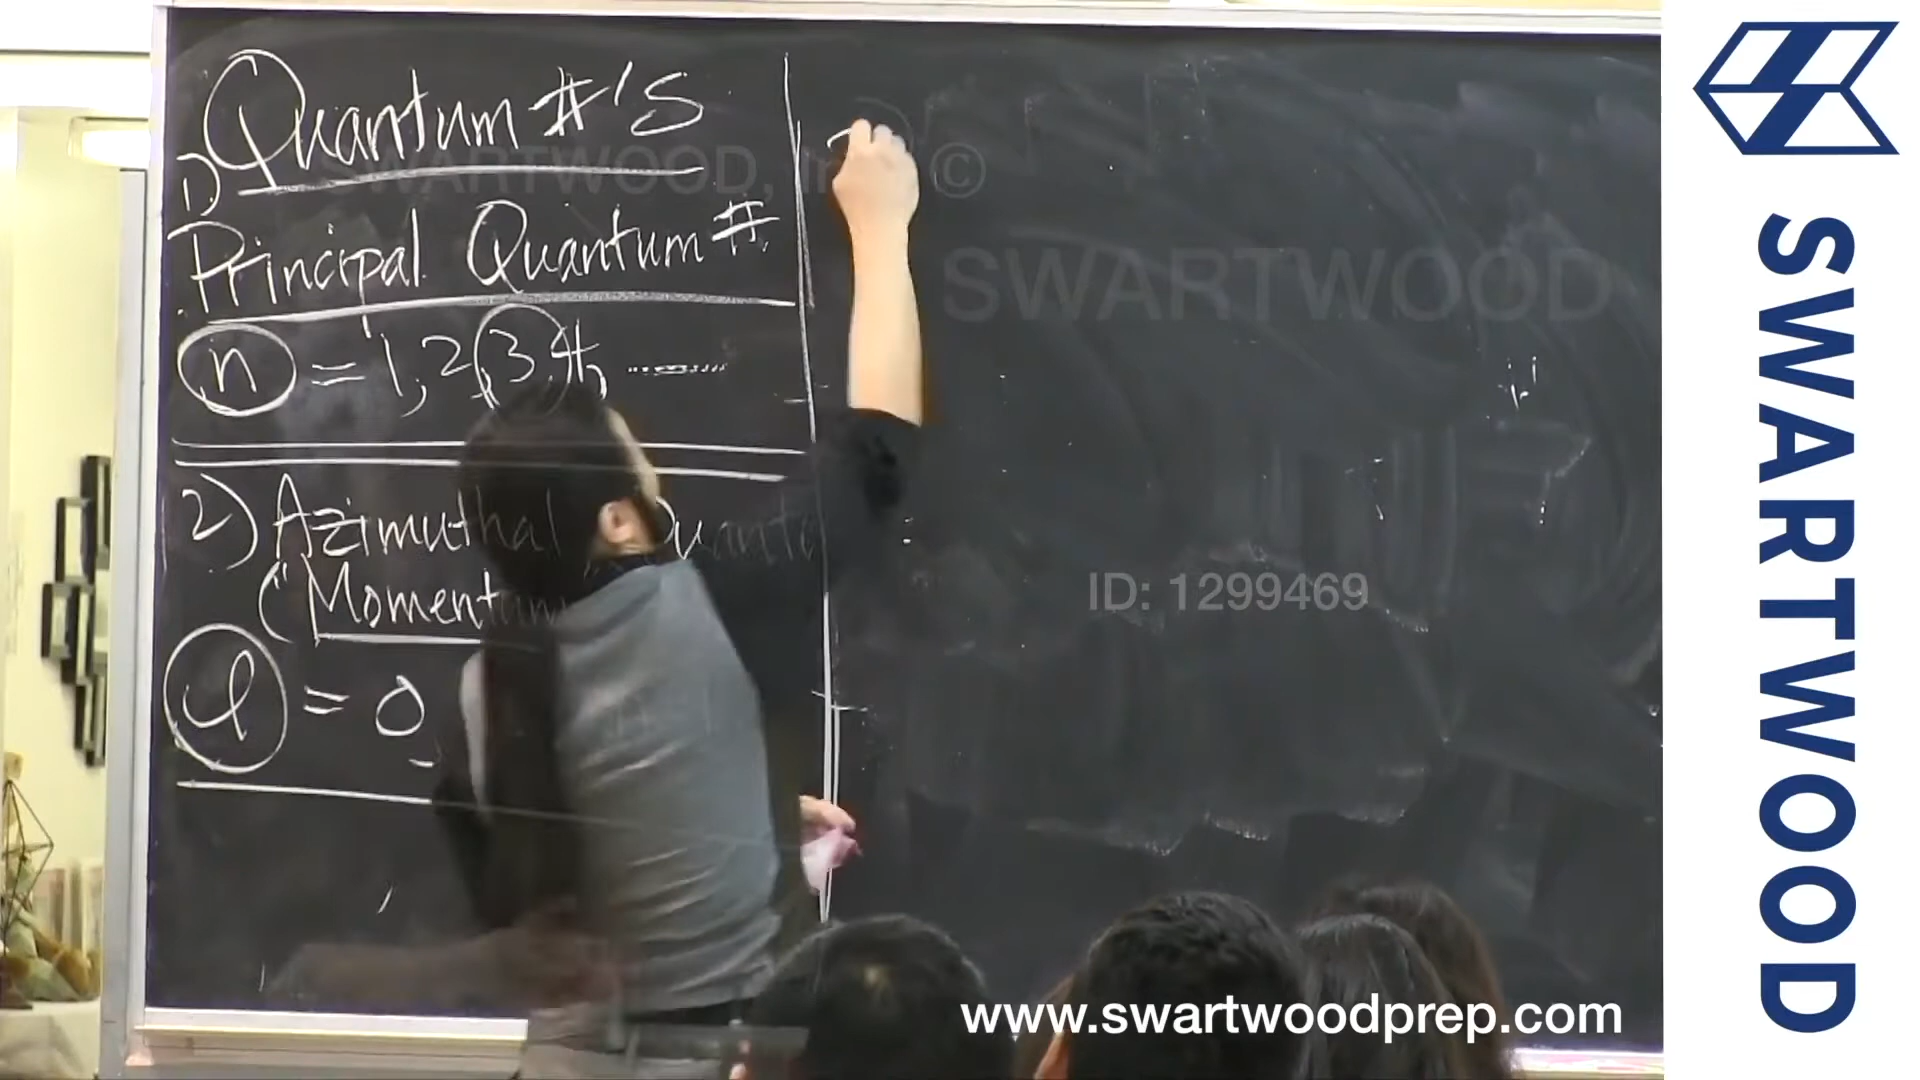 Quantum #'s
1)
Principal Quantum #
n = 1, 2, 3, 4, ......
2) Azimuthal Quantu
("Momentum
l = 0,
SWARTWOOD, Inc ©
SWARTWOOD
ID: 1299469
www.swartwoodprep.com
SWARTWOOD